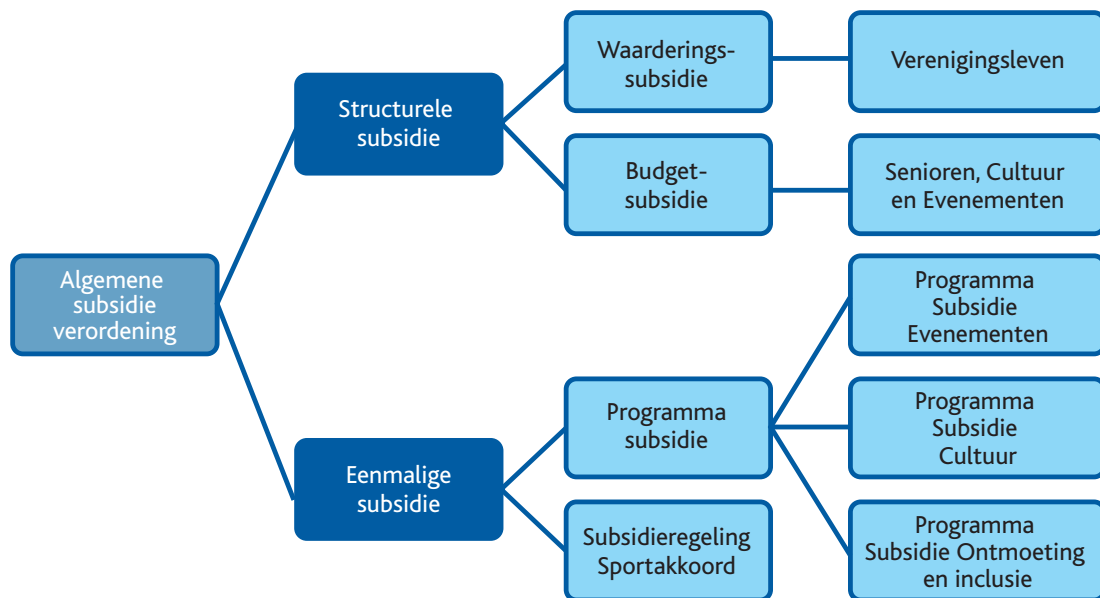 Algemene
subsidie
verordening
Structurele
subsidie
Waarderings-
subsidie
Verenigingsleven
Budget-
subsidie
Senioren, Cultuur
en Evenementen
Eenmalige
subsidie
Programma
subsidie
Programma
Subsidie
Evenementen
Programma
Subsidie
Cultuur
Programma
Subsidie Ontmoeting
en inclusie
Subsidieregeling
Sportakkoord